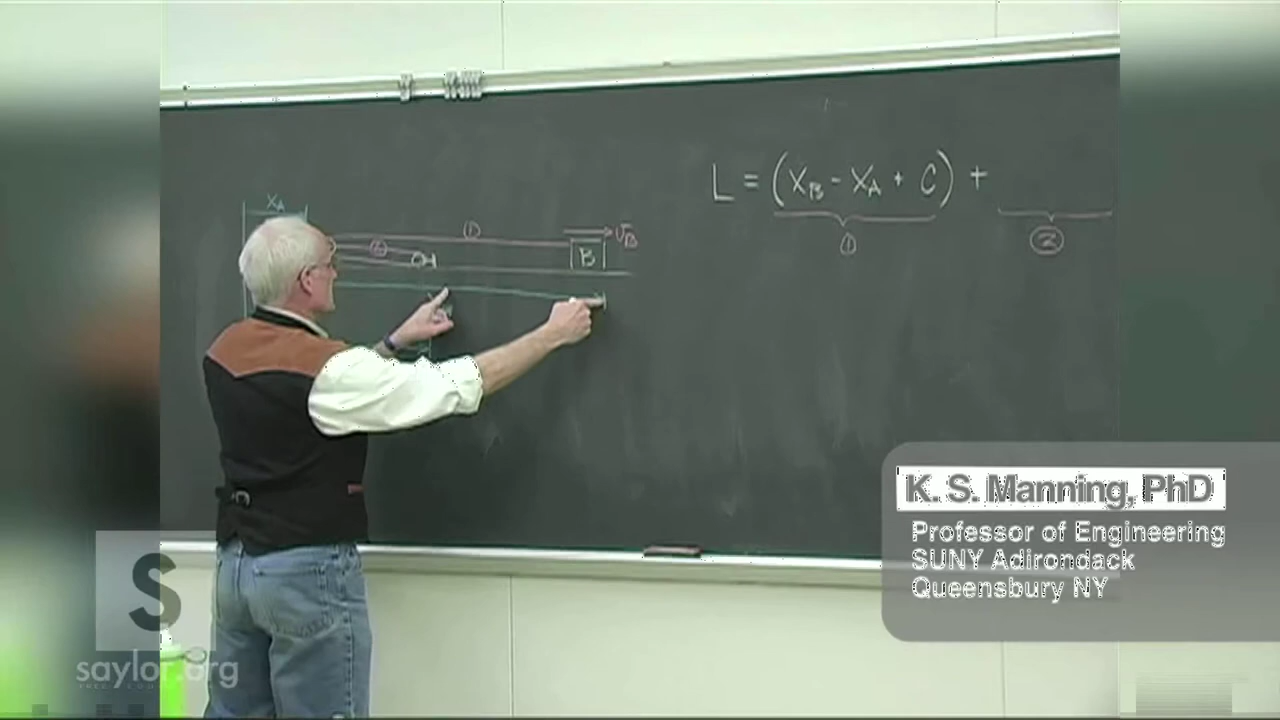 L = (X_B - X_A + C) +
① ②
X_A
①
② V_B
B
K. S. Manning, PhD
Professor of Engineering
SUNY Adirondack
Queensbury NY
S
saylor.org